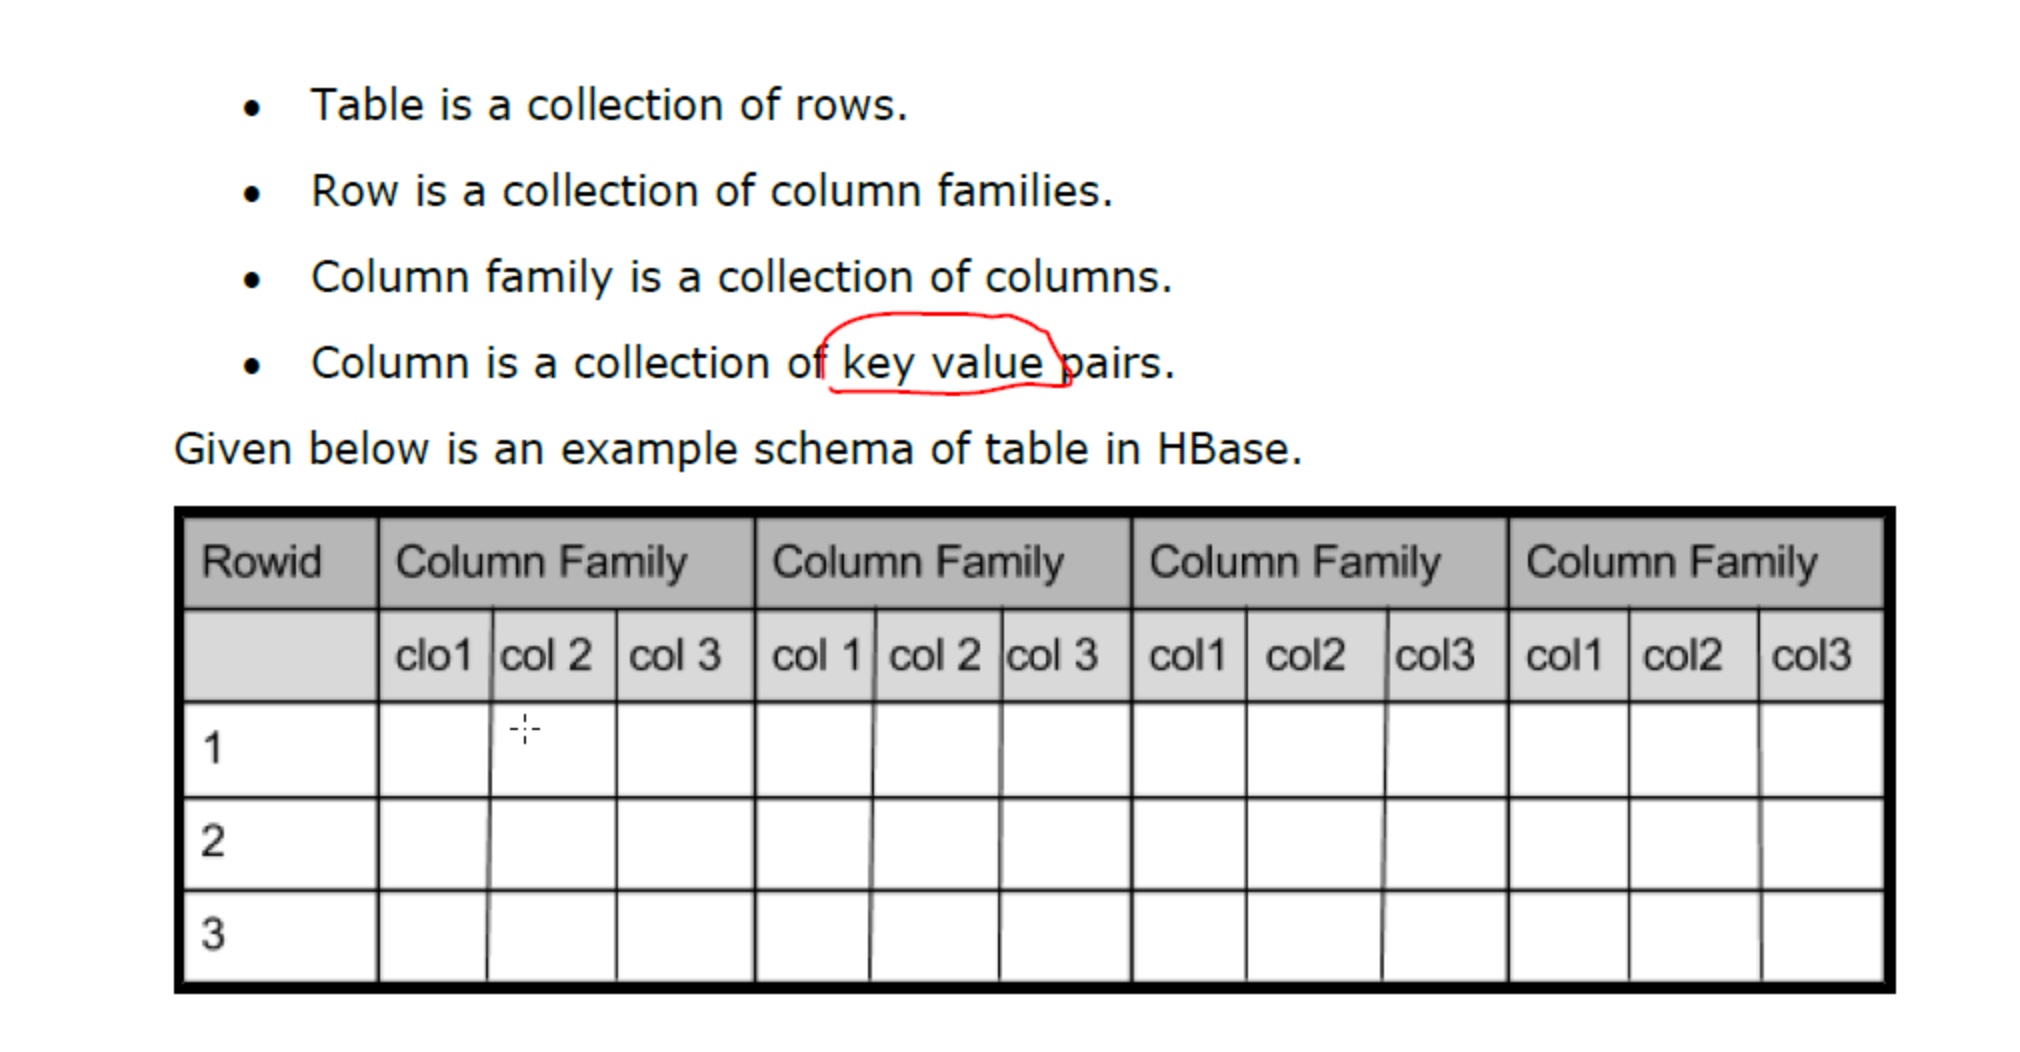 • Table is a collection of rows.
• Row is a collection of column families.
• Column family is a collection of columns.
• Column is a collection of key value pairs.
Given below is an example schema of table in HBase.
Rowid Column Family Column Family Column Family Column Family
clo1 col 2 col 3 col 1 col 2 col 3 col1 col2 col3 col1 col2 col3
1
2
3